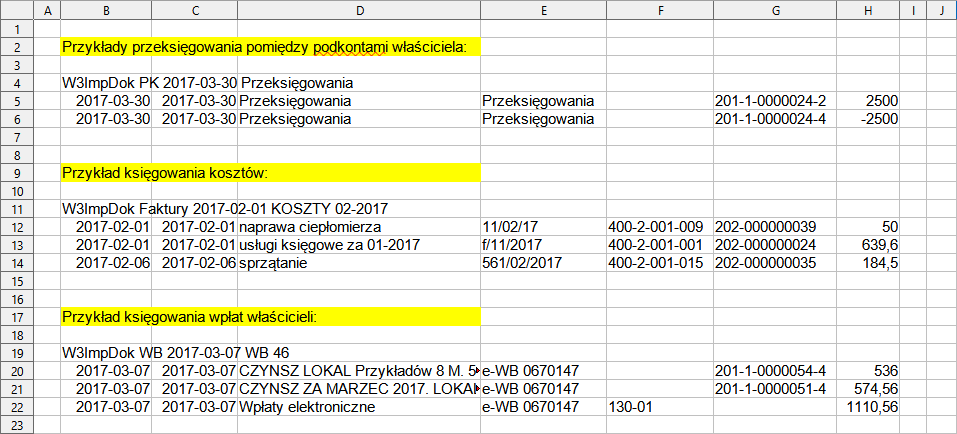 A B C D E F G H I J
1
2 Przykłady przeksięgowania pomiędzy podkontami właściciela:
3
4 W3ImpDok PK 2017-03-30 Przeksięgowania
5 2017-03-30 2017-03-30 Przeksięgowania Przeksięgowania 201-1-0000024-2 2500
6 2017-03-30 2017-03-30 Przeksięgowania Przeksięgowania 201-1-0000024-4 -2500
7
8
9 Przykład księgowania kosztów:
10
11 W3ImpDok Faktury 2017-02-01 KOSZTY 02-2017
12 2017-02-01 2017-02-01 naprawa ciepłomierza 11/02/17 400-2-001-009 202-000000039 50
13 2017-02-01 2017-02-01 usługi księgowe za 01-2017 f/11/2017 400-2-001-001 202-000000024 639,6
14 2017-02-06 2017-02-06 sprzątanie 561/02/2017 400-2-001-015 202-000000035 184,5
15
16
17 Przykład księgowania wpłat właścicieli:
18
19 W3ImpDok WB 2017-03-07 WB 46
20 2017-03-07 2017-03-07 CZYNSZ LOKAL Przykładów 8 M. 5 e-WB 0670147 201-1-0000054-4 536
21 2017-03-07 2017-03-07 CZYNSZ ZA MARZEC 2017. LOKA e-WB 0670147 201-1-0000051-4 574,56
22 2017-03-07 2017-03-07 Wpłaty elektroniczne e-WB 0670147 130-01 1110,56
23